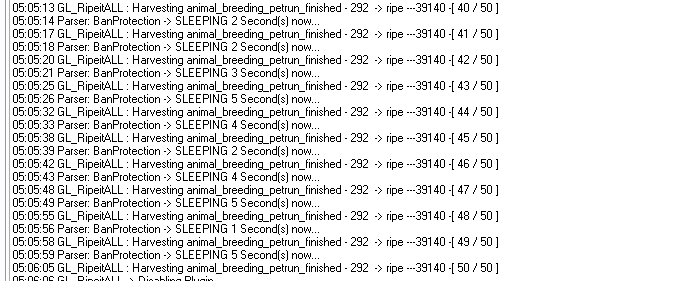 05:05:13 GL_RipeitALL : Harvesting animal_breeding_petrun_finished - 292 -> ripe ---39140 -[ 40 / 50 ]
05:05:14 Parser: BanProtection -> SLEEPING 2 Second(s) now...
05:05:17 GL_RipeitALL : Harvesting animal_breeding_petrun_finished - 292 -> ripe ---39140 -[ 41 / 50 ]
05:05:18 Parser: BanProtection -> SLEEPING 2 Second(s) now...
05:05:20 GL_RipeitALL : Harvesting animal_breeding_petrun_finished - 292 -> ripe ---39140 -[ 42 / 50 ]
05:05:21 Parser: BanProtection -> SLEEPING 3 Second(s) now...
05:05:25 GL_RipeitALL : Harvesting animal_breeding_petrun_finished - 292 -> ripe ---39140 -[ 43 / 50 ]
05:05:26 Parser: BanProtection -> SLEEPING 5 Second(s) now...
05:05:32 GL_RipeitALL : Harvesting animal_breeding_petrun_finished - 292 -> ripe ---39140 -[ 44 / 50 ]
05:05:33 Parser: BanProtection -> SLEEPING 4 Second(s) now...
05:05:38 GL_RipeitALL : Harvesting animal_breeding_petrun_finished - 292 -> ripe ---39140 -[ 45 / 50 ]
05:05:39 Parser: BanProtection -> SLEEPING 2 Second(s) now...
05:05:42 GL_RipeitALL : Harvesting animal_breeding_petrun_finished - 292 -> ripe ---39140 -[ 46 / 50 ]
05:05:43 Parser: BanProtection -> SLEEPING 4 Second(s) now...
05:05:48 GL_RipeitALL : Harvesting animal_breeding_petrun_finished - 292 -> ripe ---39140 -[ 47 / 50 ]
05:05:49 Parser: BanProtection -> SLEEPING 5 Second(s) now...
05:05:55 GL_RipeitALL : Harvesting animal_breeding_petrun_finished - 292 -> ripe ---39140 -[ 48 / 50 ]
05:05:56 Parser: BanProtection -> SLEEPING 1 Second(s) now...
05:05:58 GL_RipeitALL : Harvesting animal_breeding_petrun_finished - 292 -> ripe ---39140 -[ 49 / 50 ]
05:05:59 Parser: BanProtection -> SLEEPING 5 Second(s) now...
05:06:05 GL_RipeitALL : Harvesting animal_breeding_petrun_finished - 292 -> ripe ---39140 -[ 50 / 50 ]
05:06:06 GL_RipeitALL -> Disabling Plugin